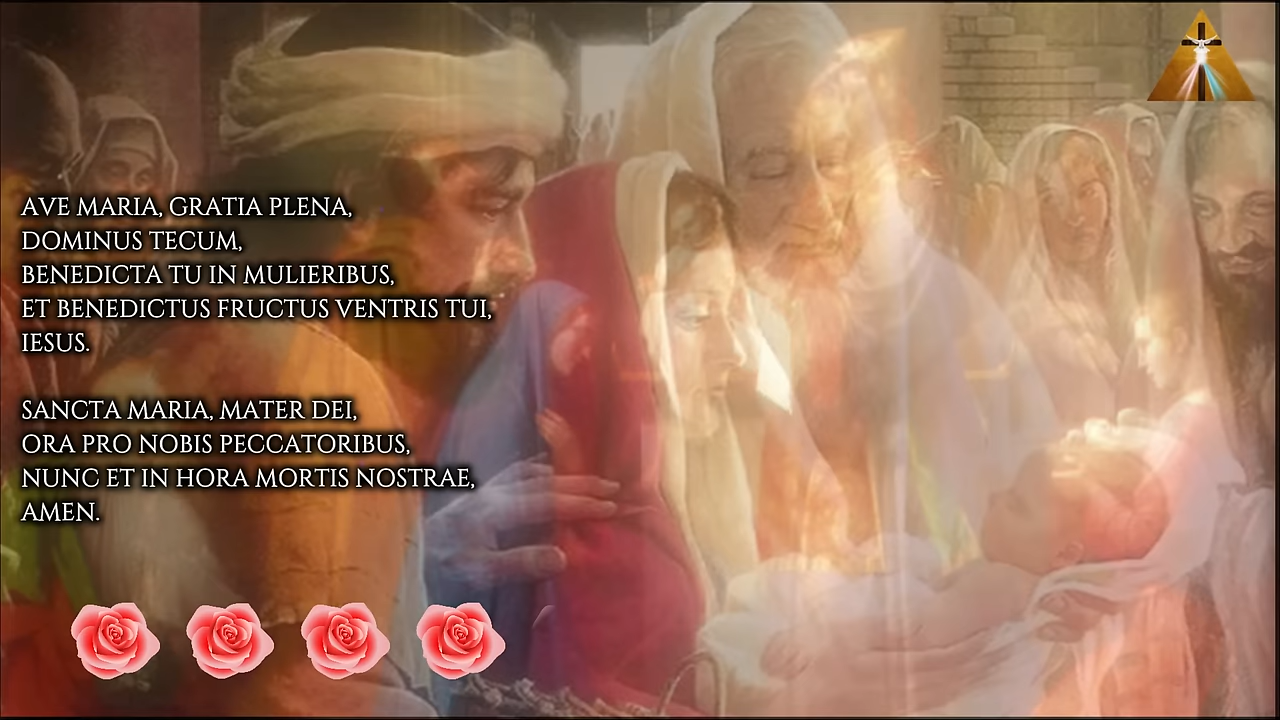 AVE MARIA, GRATIA PLENA,
DOMINUS TECUM,
BENEDICTA TU IN MULIERIBUS,
ET BENEDICTUS FRUCTUS VENTRIS TUI,
IESUS.
SANCTA MARIA, MATER DEI,
ORA PRO NOBIS PECCATORIBUS,
NUNC ET IN HORA MORTIS NOSTRAE,
AMEN.